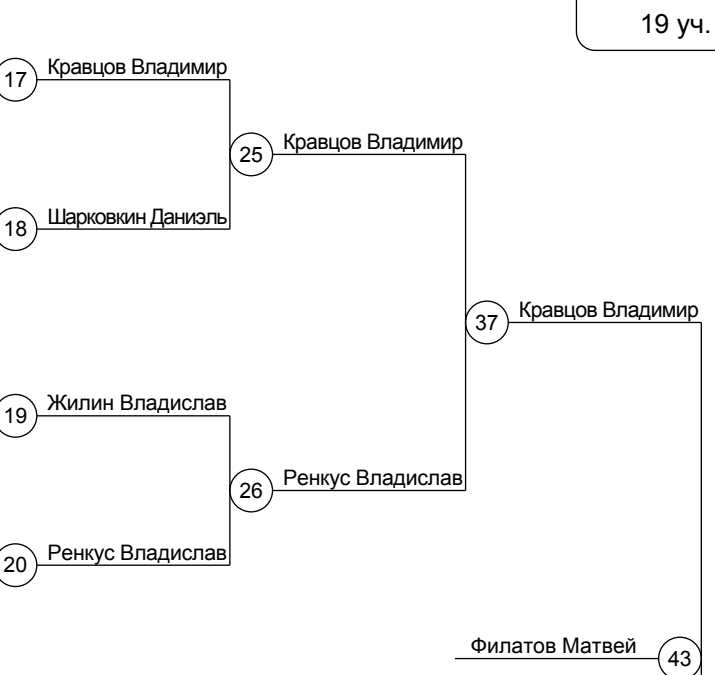 19 уч.
17 Кравцов Владимир
25 Кравцов Владимир
18 Шарковкин Даниэль
37 Кравцов Владимир
19 Жилин Владислав
26 Ренкус Владислав
20 Ренкус Владислав
Филатов Матвей 43